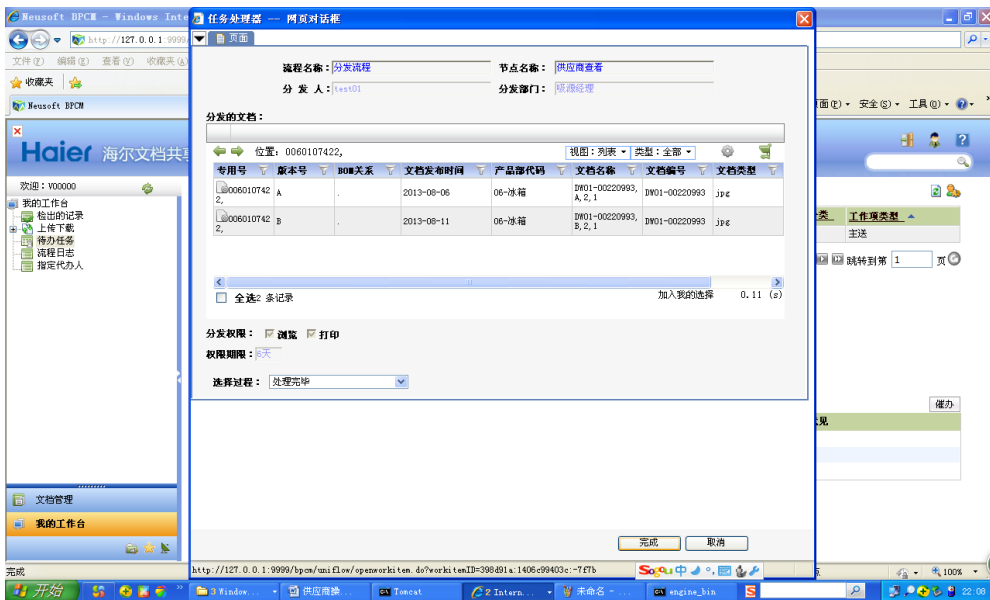 Neusoft BPCM - Windows Inte
任务处理器 -- 网页对话框
http://127.0.0.1:9999
页面
文件(F) 编辑(E) 查看(V) 收藏夹(A)
收藏夹
Neusoft BPCM
页面(P) 安全(S) 工具(O)
Haier 海尔文档共享
欢迎：V00000
我的工作台
检出的记录
上传下载
待办任务
流程日志
指定代办人
流程名称：分发流程
节点名称：供应商查看
分 发 人：test01
分发部门：吸源经理
分发的文档：
位置：0060107422,
视图：列表 类型：全部
专用号 版本号 BOM关系 文档发布时间 产品部代码 文档名称 文档编号 文档类型
0060107422, A . 2013-08-06 06-冰箱 DW01-00220993,A,2,1 DW01-00220993 jpg
0060107422, B . 2013-08-11 06-冰箱 DW01-00220993,B,2,1 DW01-00220993 jpg
全选2 条记录
加入我的选择 0.11 (s)
分发权限： 浏览 打印
权限期限：6天
选择过程： 处理完毕
类 工作项类型
主送
跳转到第 1 页
催办
见
文档管理
我的工作台
完成 取消
完成
http://127.0.0.1:9999/bpcm/uniflow/openworkitem.do?workitemID=398d91a:1406c99403c:-7f7b
Sogou 中
100%
开始
3 Window...
供应商操...
Tomcat
2 Intern...
未命名 - ...
engine_bin
22:08